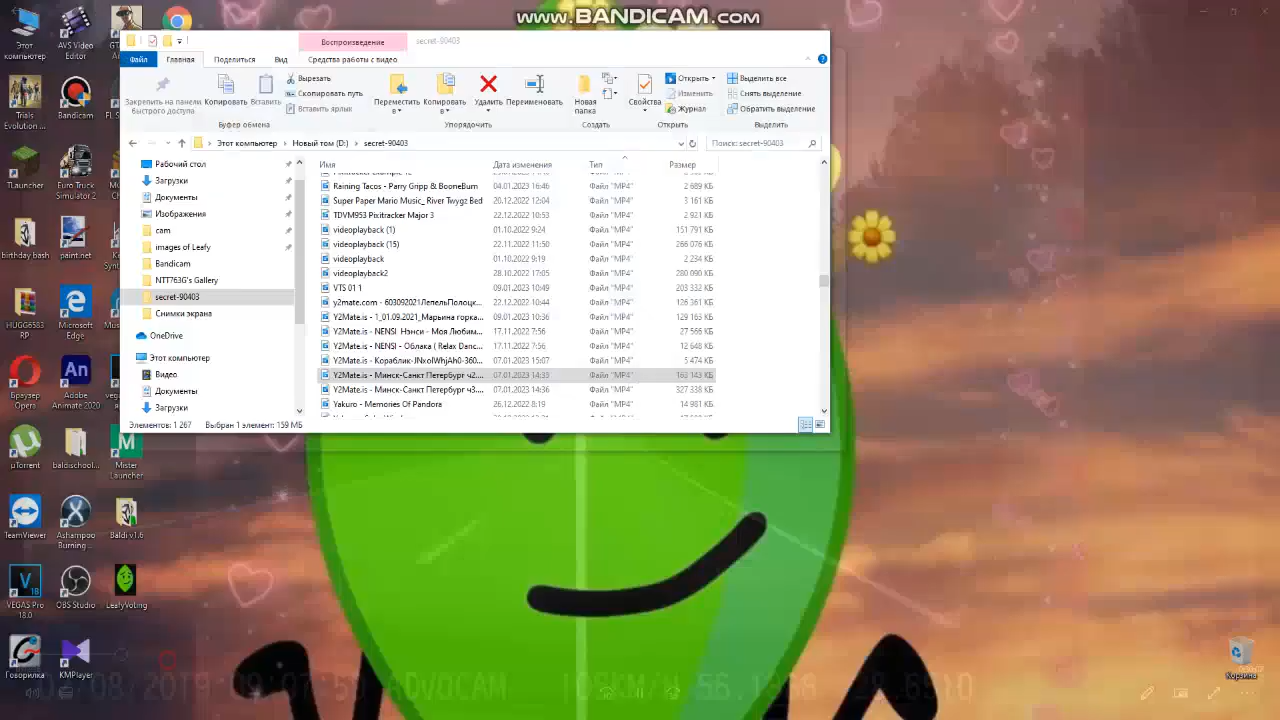 www.BANDICAM.com
Воспроизведение
secret-90403
Файл
Главная
Поделиться
Вид
Средства работы с видео
Закрепить на панели
быстрого доступа
Копировать
Вставить
Вырезать
Скопировать путь
Вставить ярлык
Переместить
в
Копировать
в
Удалить
Переименовать
Новая
папка
Свойства
Открыть
Изменить
Журнал
Выделить все
Снять выделение
Обратить выделение
Буфер обмена
Упорядочить
Создать
Открыть
Выделить
Этот компьютер
Новый том (D:)
secret-90403
Поиск: secret-90403
Имя
Дата изменения
Тип
Размер
Raining Tacos - Parry Gripp & BooneBum 04.01.2023 16:46 Файл "MP4" 2 689 КБ
Super Paper Mario Music_ River Twygz Bed 20.12.2022 12:04 Файл "MP4" 3 161 КБ
TDVM953 Pixitracker Major 3 22.12.2022 10:53 Файл "MP4" 2 921 КБ
videoplayback (1) 01.10.2022 9:24 Файл "MP4" 151 791 КБ
videoplayback (15) 22.11.2022 11:50 Файл "MP4" 266 076 КБ
videoplayback 01.10.2022 9:19 Файл "MP4" 2 234 КБ
videoplayback2 28.10.2022 17:05 Файл "MP4" 280 090 КБ
VTS 01 1 09.01.2023 10:49 Файл "MP4" 203 332 КБ
y2mate.com - 603092021ЛепельПолоцк... 22.12.2022 10:44 Файл "MP4" 126 361 КБ
Y2Mate.is - 1_01.09.2021_Марьина горка... 09.01.2023 10:36 Файл "MP4" 129 163 КБ
Y2Mate.is - NENSI Нэнси - Моя Любим... 17.11.2022 7:56 Файл "MP4" 27 566 КБ
Y2Mate.is - NENSI - Облака ( Relax Danc... 17.11.2022 7:56 Файл "MP4" 12 648 КБ
Y2Mate.is - Кораблик-JNxolWhjAh0-360... 07.01.2023 15:07 Файл "MP4" 5 474 КБ
Y2Mate.is - Минск-Санкт Петербург ч2.... 07.01.2023 14:35 Файл "MP4" 163 143 КБ
Y2Mate.is - Минск-Санкт Петербург ч3.... 07.01.2023 14:36 Файл "MP4" 327 338 КБ
Yakuro - Memories Of Pandora 26.12.2022 8:19 Файл "MP4" 14 981 КБ
Рабочий стол
Загрузки
Документы
Изображения
cam
images of Leafy
Bandicam
NTT763G's Gallery
secret-90403
Снимки экрана
OneDrive
Этот компьютер
Видео
Документы
Загрузки
Элементов: 1 267 Выбран 1 элемент: 159 МБ
Этот
компьютер
AVS Video
Editor
Trials
Evolution ...
Bandicam
TLauncher
Euro Truck
Simulator 2
birthday bash
paint.net
HUGG6583
RP
Microsoft
Edge
Браузер
Opera
Adobe
Animate 2020
µTorrent
baldischool...
Mister
Launcher
TeamViewer
Ashampoo
Burning...
Baldi v1.6
VEGAS Pro
18.0
OBS Studio
LeafyVoting
Говорилка
KMPlayer
Корзина
ADVOCAM